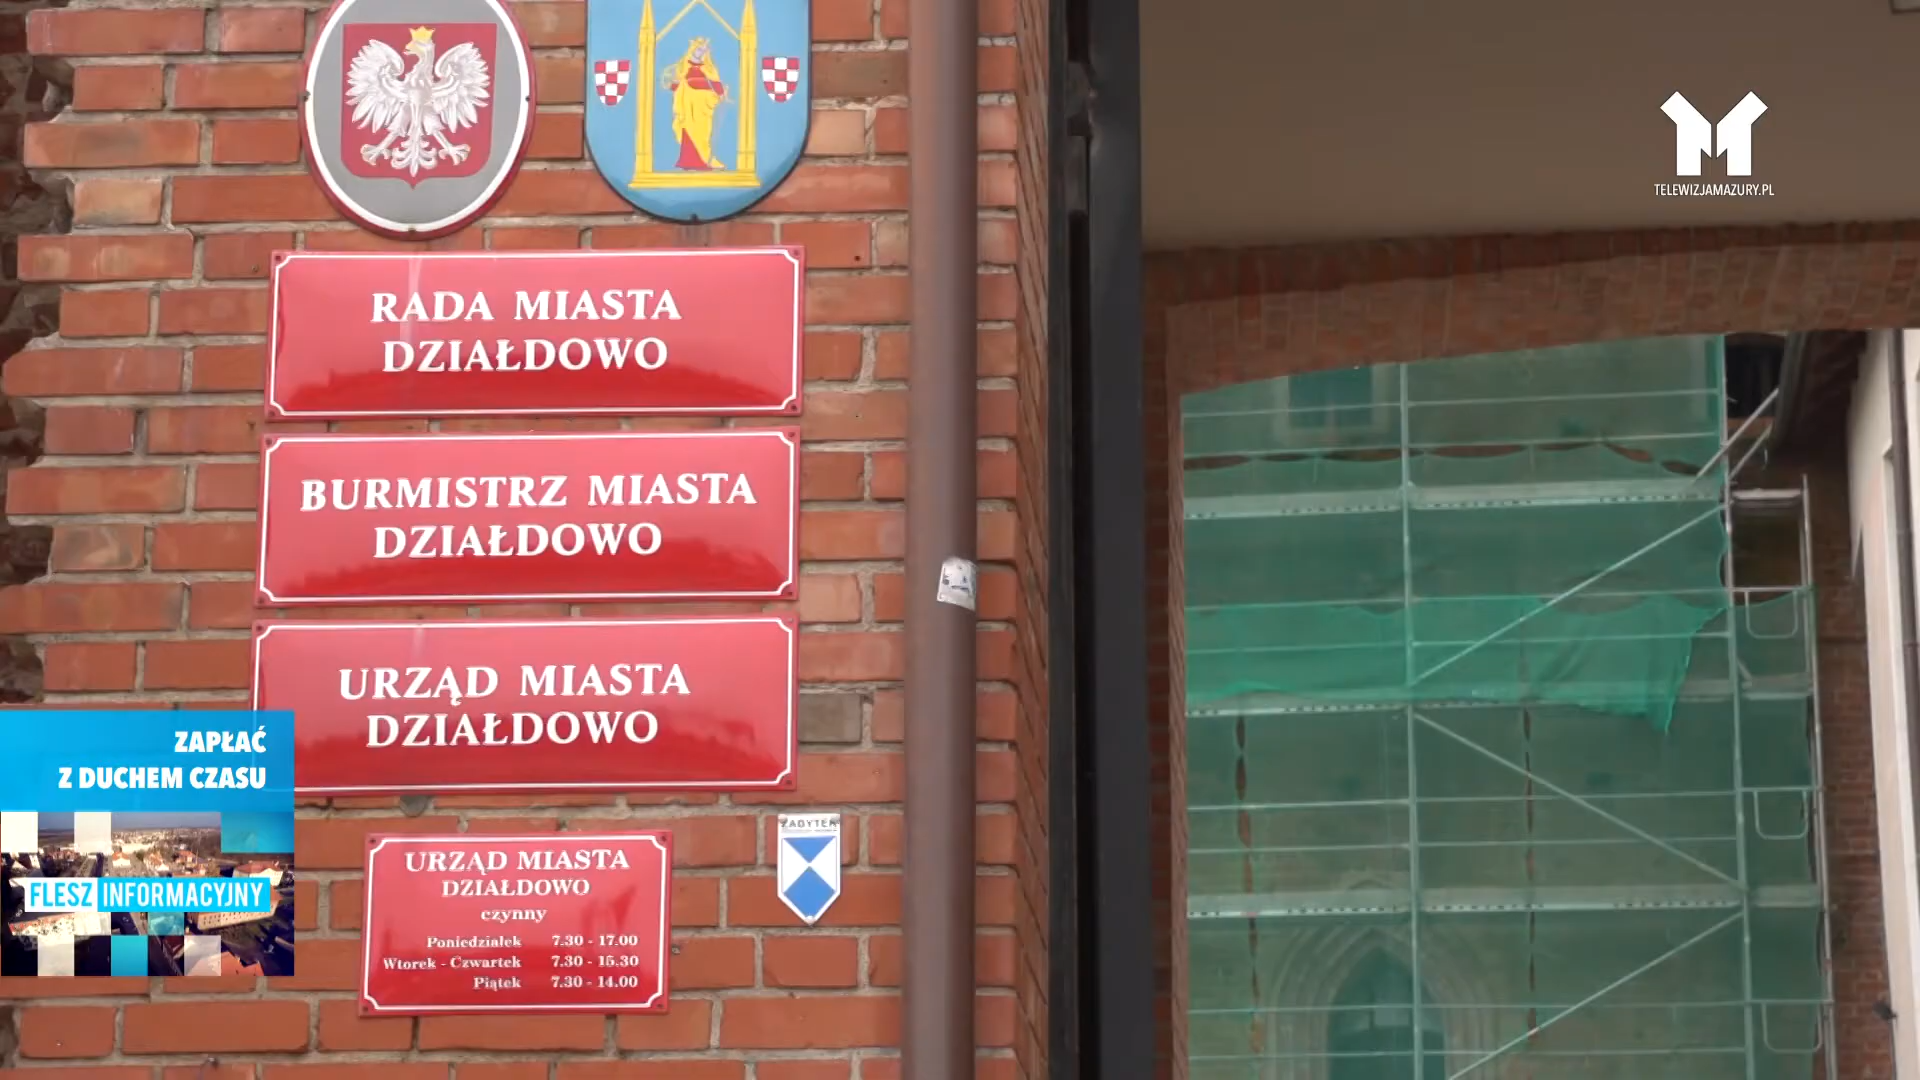 TELEWIZJAMAZURY.PL
RADA MIASTA
DZIAŁDOWO
BURMISTRZ MIASTA
DZIAŁDOWO
URZĄD MIASTA
DZIAŁDOWO
ZAPŁAĆ
Z DUCHEM CZASU
FLESZ INFORMACYJNY
ZABYTEK
URZĄD MIASTA
DZIAŁDOWO
czynny
Poniedziałek 7.30 - 17.00
Wtorek - Czwartek 7.30 - 15.30
Piątek 7.30 - 14.00